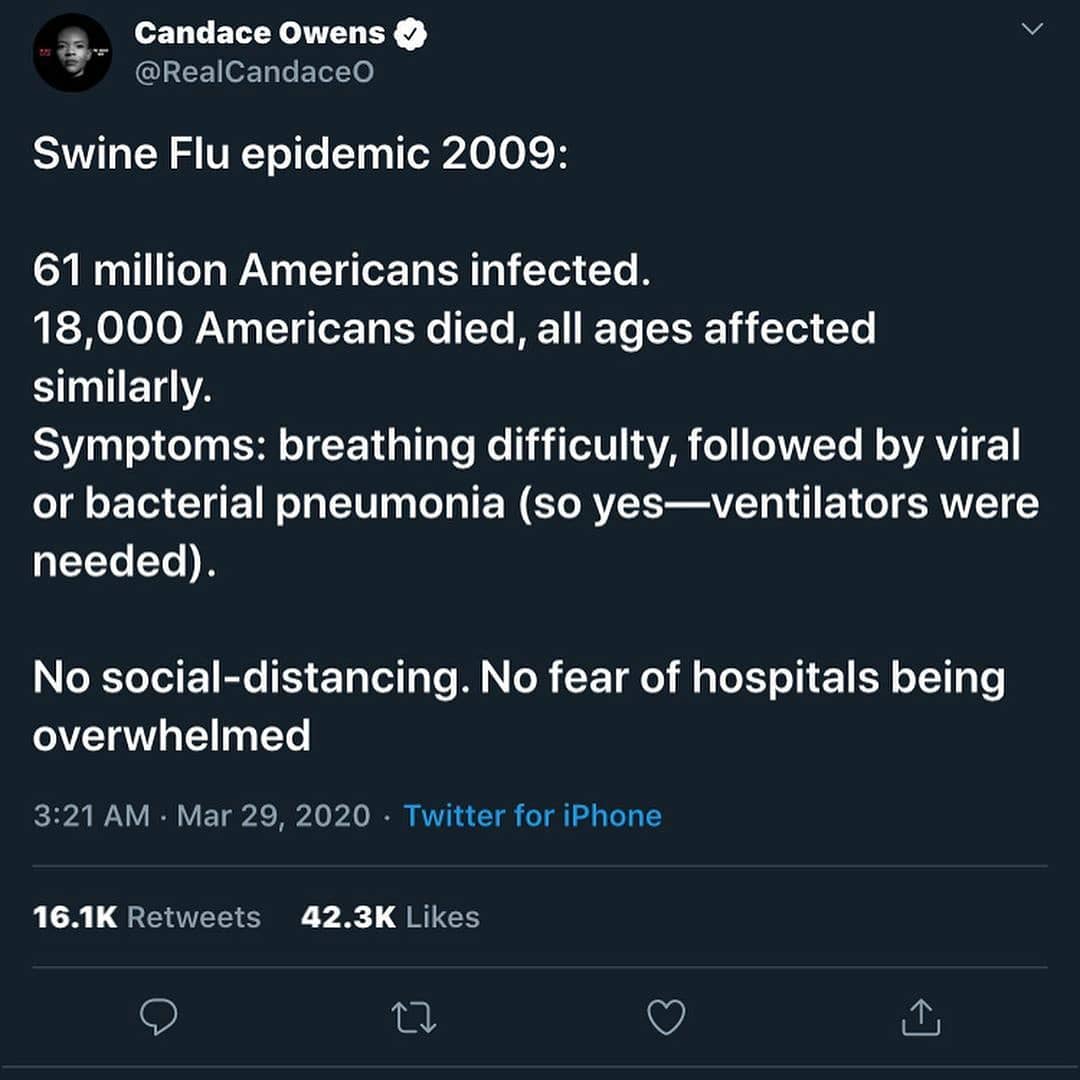 Candace Owens
@RealCandaceO
Swine Flu epidemic 2009:
61 million Americans infected.
18,000 Americans died, all ages affected
similarly.
Symptoms: breathing difficulty, followed by viral
or bacterial pneumonia (so yes—ventilators were
needed).
No social-distancing. No fear of hospitals being
overwhelmed
3:21 AM · Mar 29, 2020 · Twitter for iPhone
16.1K Retweets 42.3K Likes